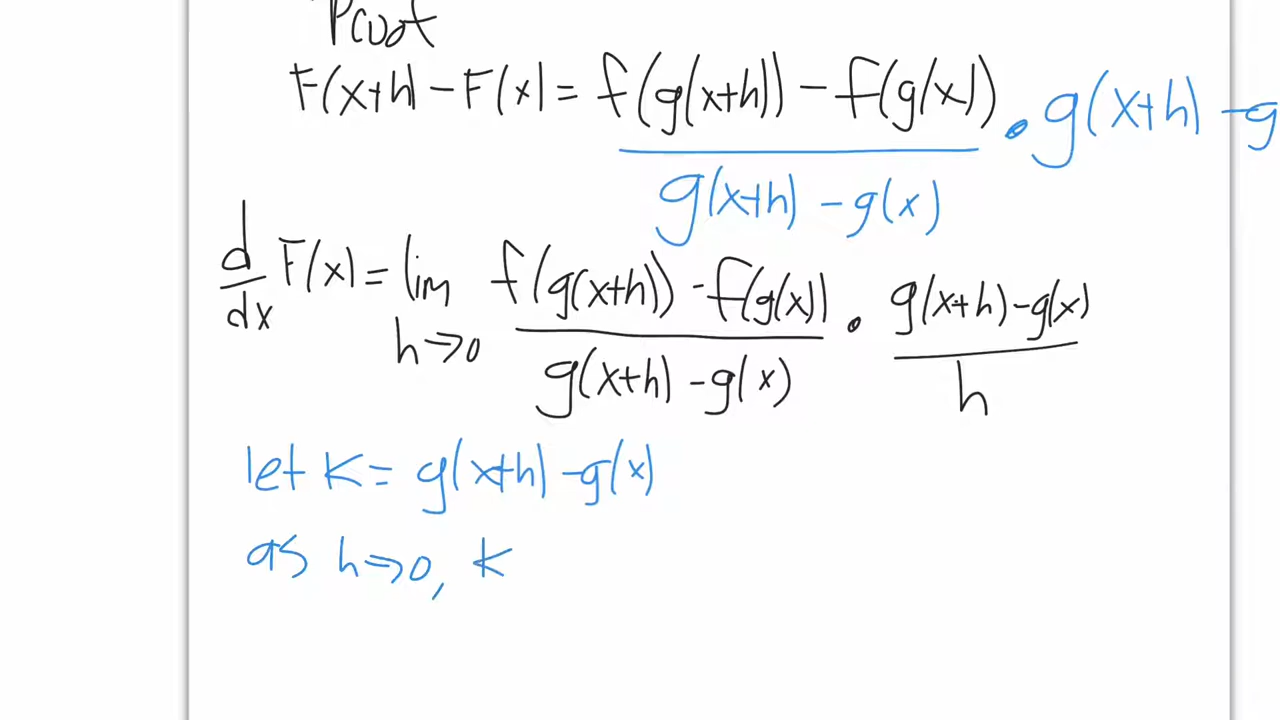 Proof
F(x+h) - F(x) = f(g(x+h)) - f(g(x)) / g(x+h) - g(x) • g(x+h) - g
d/dx F(x) = lim h→0 f(g(x+h)) - f(g(x)) / g(x+h) - g(x) • g(x+h) - g(x) / h
let K = g(x+h) - g(x)
as h→0, K